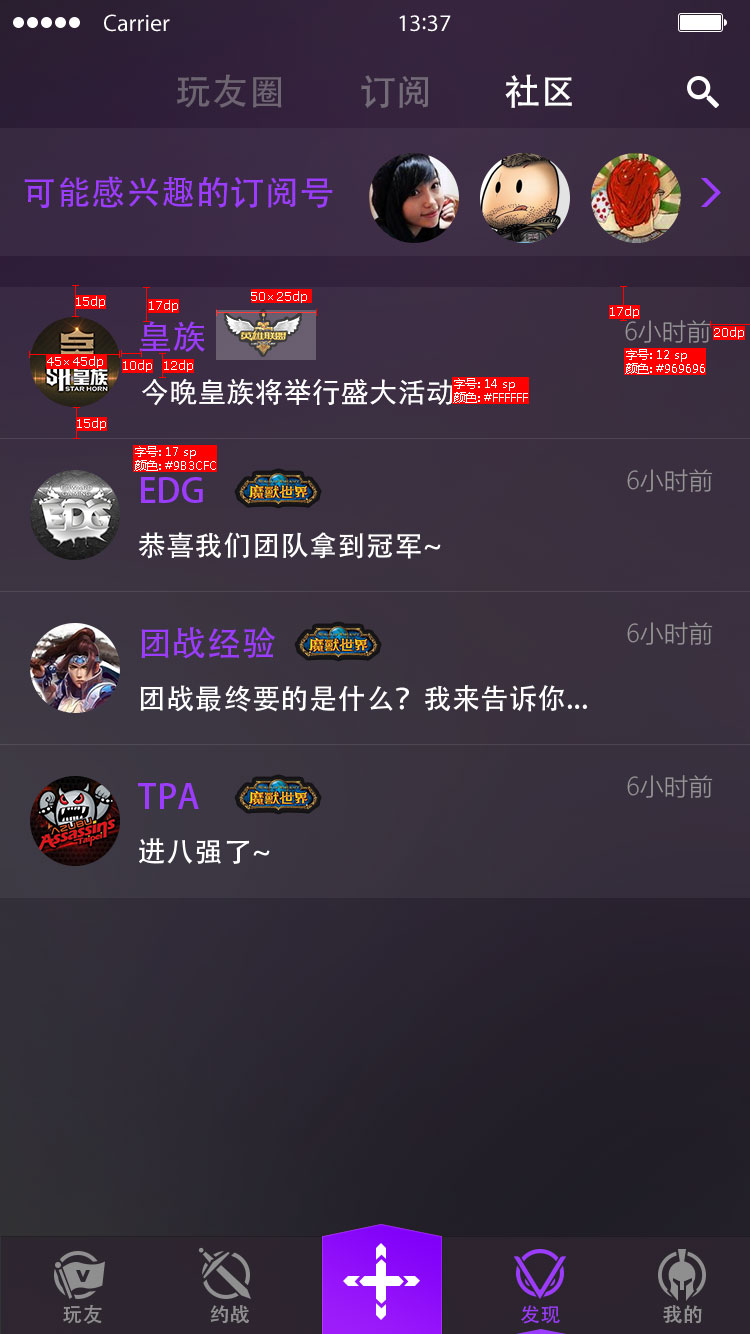 Carrier 13:37
玩友圈 订阅 社区
可能感兴趣的订阅号
15dp 17dp 50×25dp 17dp
皇族 英雄联盟 6小时前 20dp
45×45dp 10dp 12dp 字号: 12 sp
颜色: #969696
皇族
STAR HORN
今晚皇族将举行盛大活动 字号: 14 sp
颜色: #FFFFFF
15dp
字号: 17 sp
颜色: #9B3CFC
EDG 魔獸世界 6小时前
EDG
恭喜我们团队拿到冠军~
团战经验 魔獸世界 6小时前
团战最终要的是什么？我来告诉你...
TPA 魔獸世界 6小时前
AZUBU
Assassins
Taipei
进八强了~
玩友 约战 发现 我的